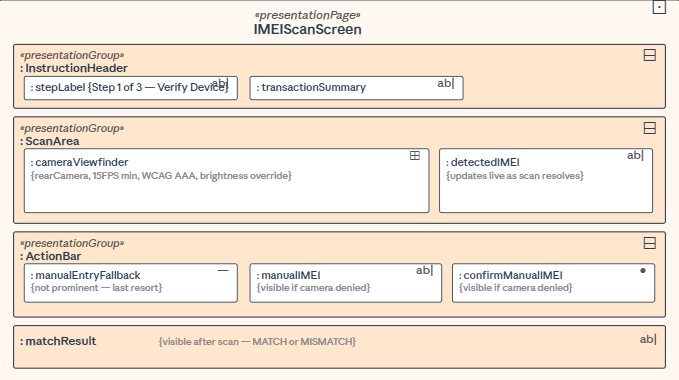 «presentationPage»
IMEIScanScreen
«presentationGroup»
: InstructionHeader
: stepLabel {Step 1 of 3 — Verify Device} ab|
: transactionSummary ab|
«presentationGroup»
: ScanArea
: cameraViewfinder
{rearCamera, 15FPS min, WCAG AAA, brightness override}
: detectedIMEI ab|
{updates live as scan resolves}
«presentationGroup»
: ActionBar
: manualEntryFallback
{not prominent — last resort}
: manualIMEI ab|
{visible if camera denied}
: confirmManualIMEI
{visible if camera denied}
: matchResult {visible after scan — MATCH or MISMATCH} ab|